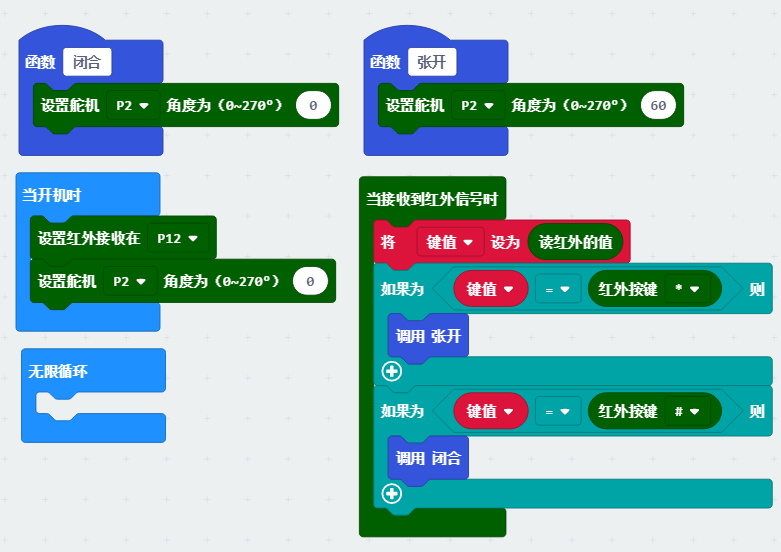 函数 闭合
设置舵机 P2 角度为（0~270°） 0
函数 张开
设置舵机 P2 角度为（0~270°） 60
当开机时
设置红外接收在 P12
设置舵机 P2 角度为（0~270°） 0
无限循环
当接收到红外信号时
将 键值 设为 读红外的值
如果为 键值 = 红外按键 * 则
调用 张开
如果为 键值 = 红外按键 # 则
调用 闭合